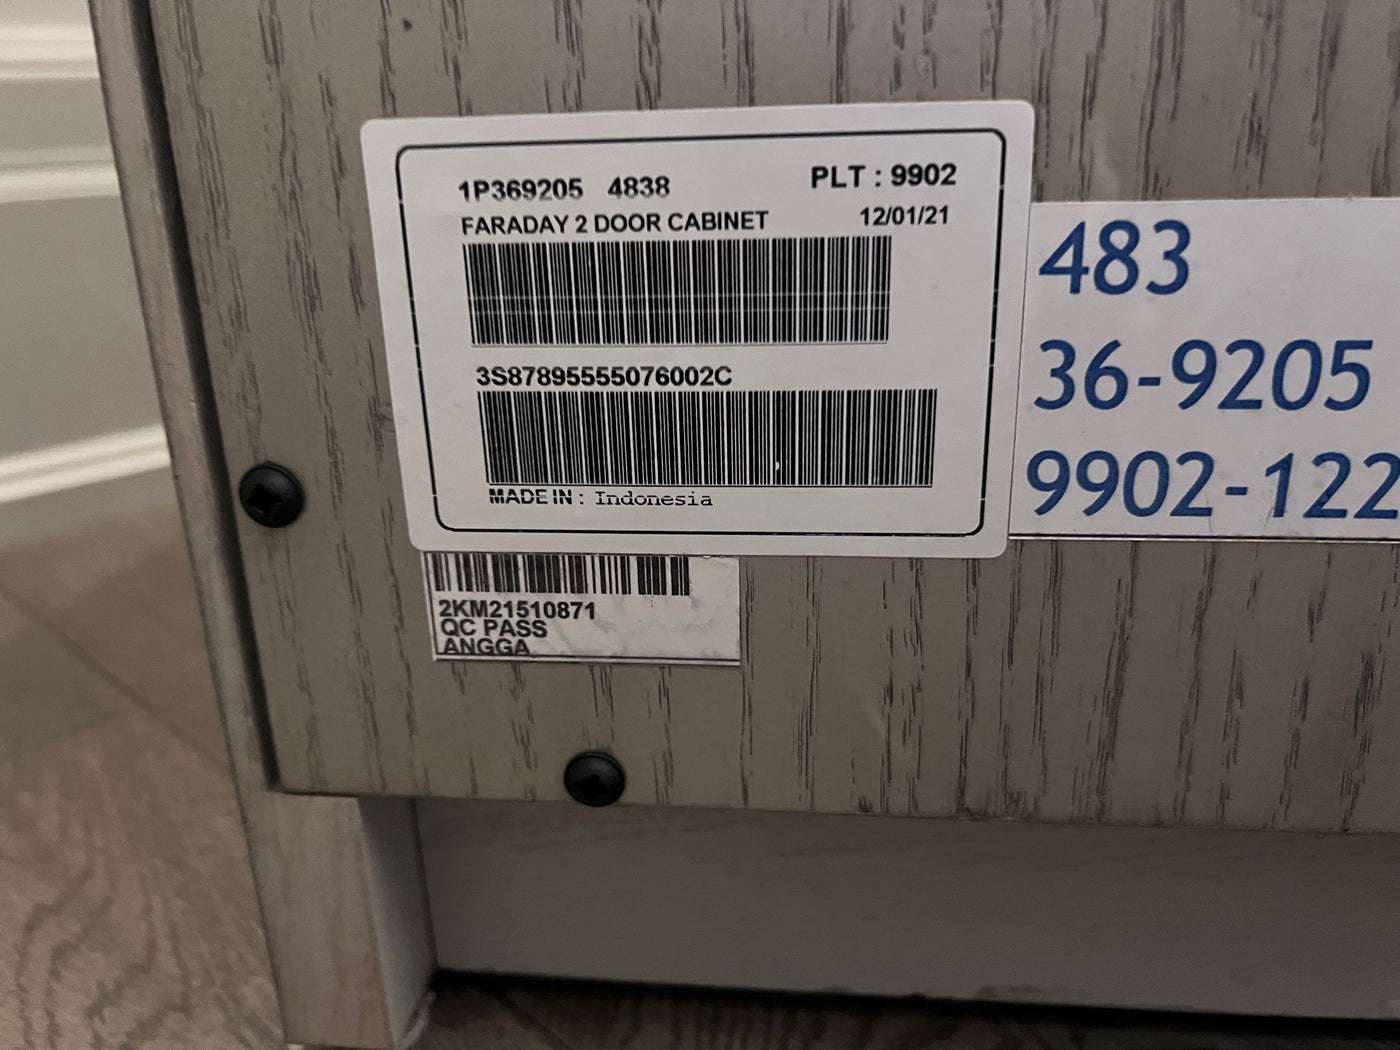 1P369205 4838
PLT : 9902
FARADAY 2 DOOR CABINET
12/01/21
3S87895555076002C
MADE IN : Indonesia
483
36-9205
9902-122
2KM21510871
QC PASS
ANGGA